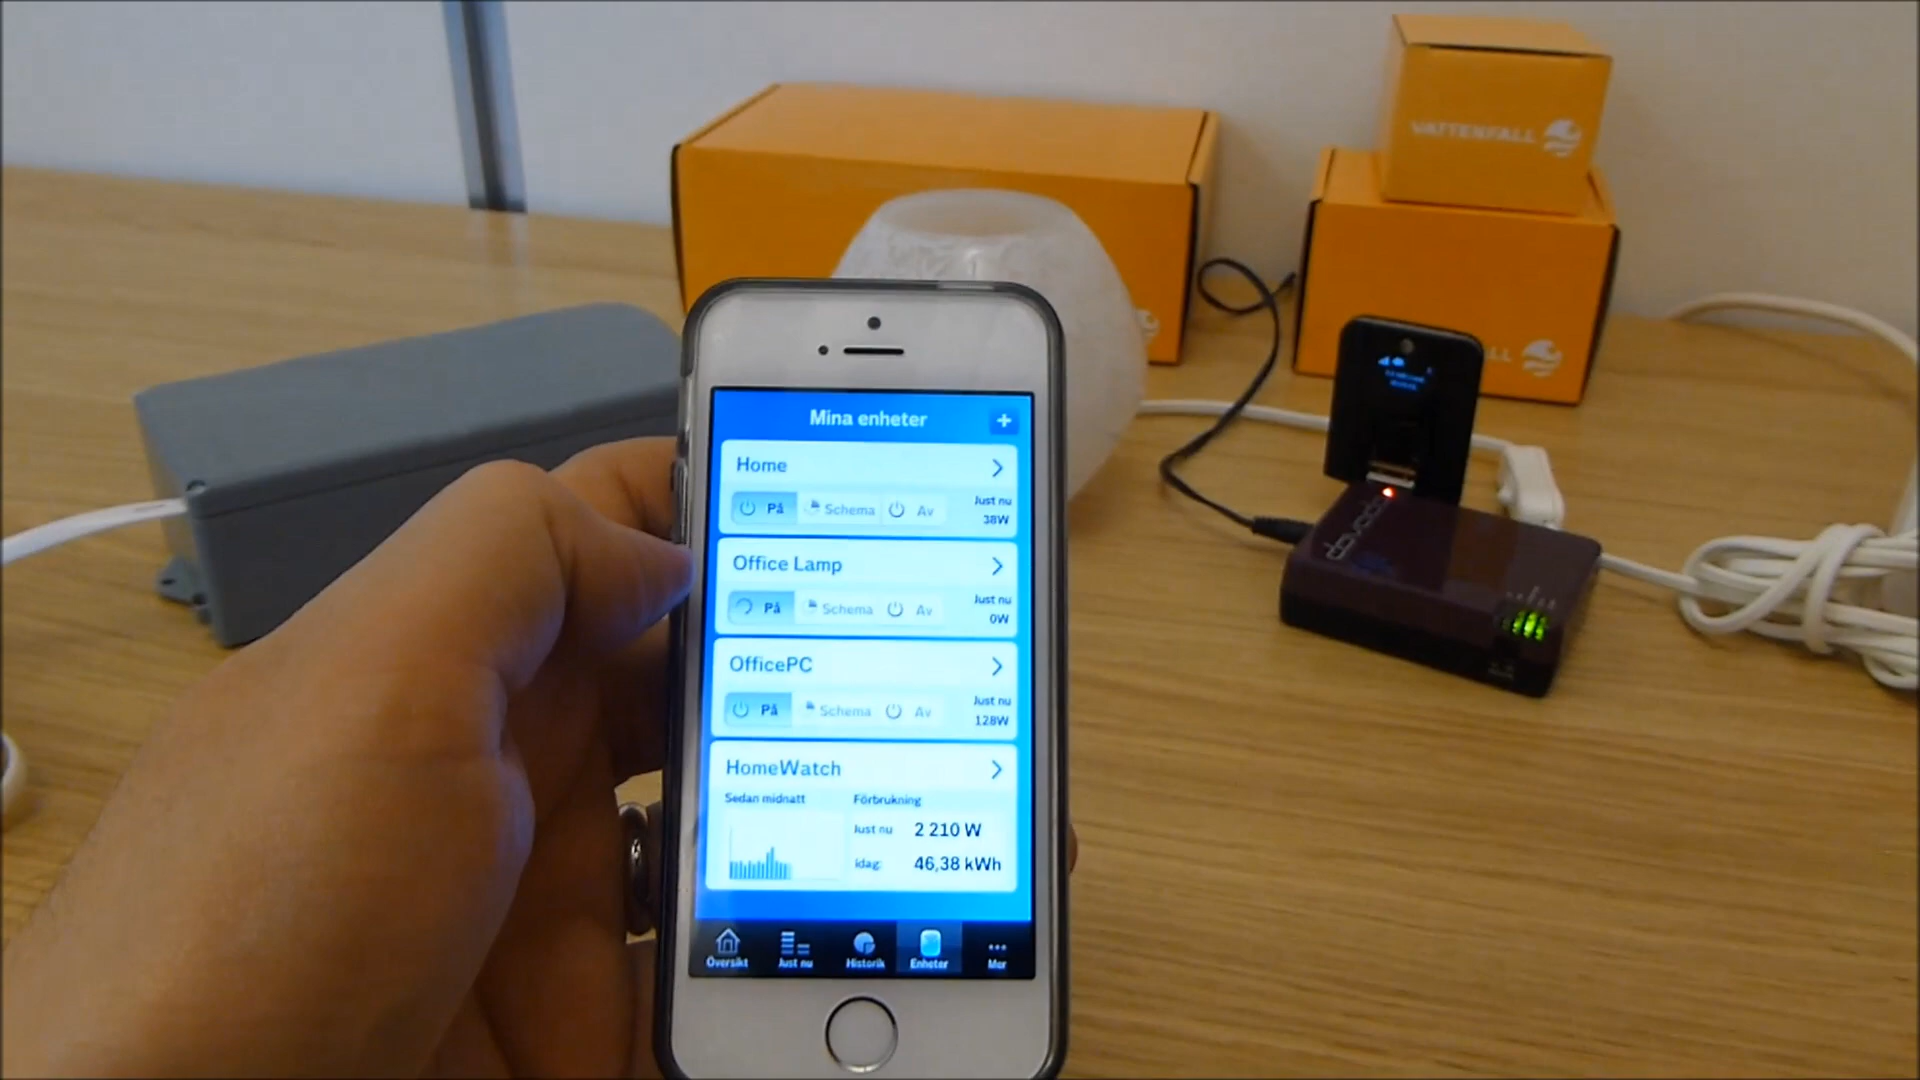 VATTENFALL
LL
dovado
Mina enheter
+
Home
På Schema Av
Just nu
38W
Office Lamp
På Schema Av
Just nu
0W
OfficePC
På Schema Av
Just nu
128W
HomeWatch
Sedan midnatt
Förbrukning
Just nu 2 210 W
idag: 46,38 kWh
Översikt Just nu Historik Enheter Mer